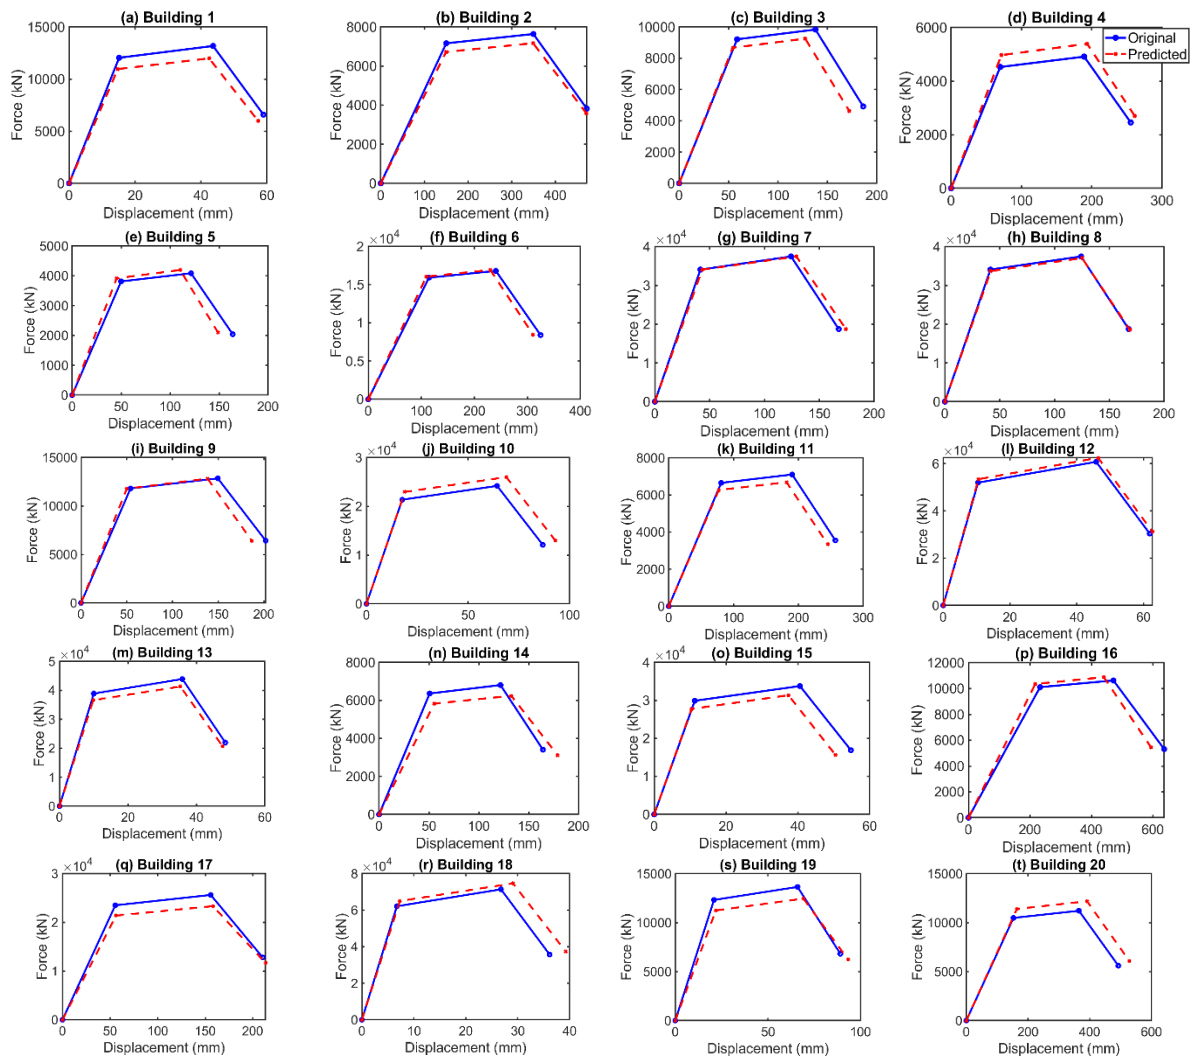 (a) Building 1
15000
10000
5000
0
Force (kN)
0 20 40 60
Displacement (mm)
(b) Building 2
8000
6000
4000
2000
0
Force (kN)
0 100 200 300 400
Displacement (mm)
(c) Building 3
10000
8000
6000
4000
2000
0
Force (kN)
0 50 100 150 200
Displacement (mm)
(d) Building 4
6000
4000
2000
0
Force (kN)
Original
Predicted
0 100 200 300
Displacement (mm)
(e) Building 5
5000
4000
3000
2000
1000
0
Force (kN)
0 50 100 150 200
Displacement (mm)
×10⁴ (f) Building 6
2
1.5
1
0.5
0
Force (kN)
0 100 200 300 400
Displacement (mm)
×10⁴ (g) Building 7
4
3
2
1
0
Force (kN)
0 50 100 150 200
Displacement (mm)
×10⁴ (h) Building 8
4
3
2
1
0
Force (kN)
0 50 100 150 200
Displacement (mm)
(i) Building 9
15000
10000
5000
0
Force (kN)
0 50 100 150 200
Displacement (mm)
×10⁴ (j) Building 10
3
2
1
0
Force (kN)
0 50 100
Displacement (mm)
(k) Building 11
8000
6000
4000
2000
0
Force (kN)
0 100 200 300
Displacement (mm)
×10⁴ (l) Building 12
6
4
2
0
Force (kN)
0 20 40 60
Displacement (mm)
×10⁴ (m) Building 13
5
4
3
2
1
0
Force (kN)
0 20 40 60
Displacement (mm)
(n) Building 14
8000
6000
4000
2000
0
Force (kN)
0 50 100 150 200
Displacement (mm)
×10⁴ (o) Building 15
4
3
2
1
0
Force (kN)
0 20 40 60
Displacement (mm)
(p) Building 16
12000
10000
8000
6000
4000
2000
0
Force (kN)
0 200 400 600
Displacement (mm)
×10⁴ (q) Building 17
3
2
1
0
Force (kN)
0 50 100 150 200
Displacement (mm)
×10⁴ (r) Building 18
8
6
4
2
0
Force (kN)
0 10 20 30 40
Displacement (mm)
(s) Building 19
15000
10000
5000
0
Force (kN)
0 50 100
Displacement (mm)
(t) Building 20
15000
10000
5000
0
Force (kN)
0 200 400 600
Displacement (mm)